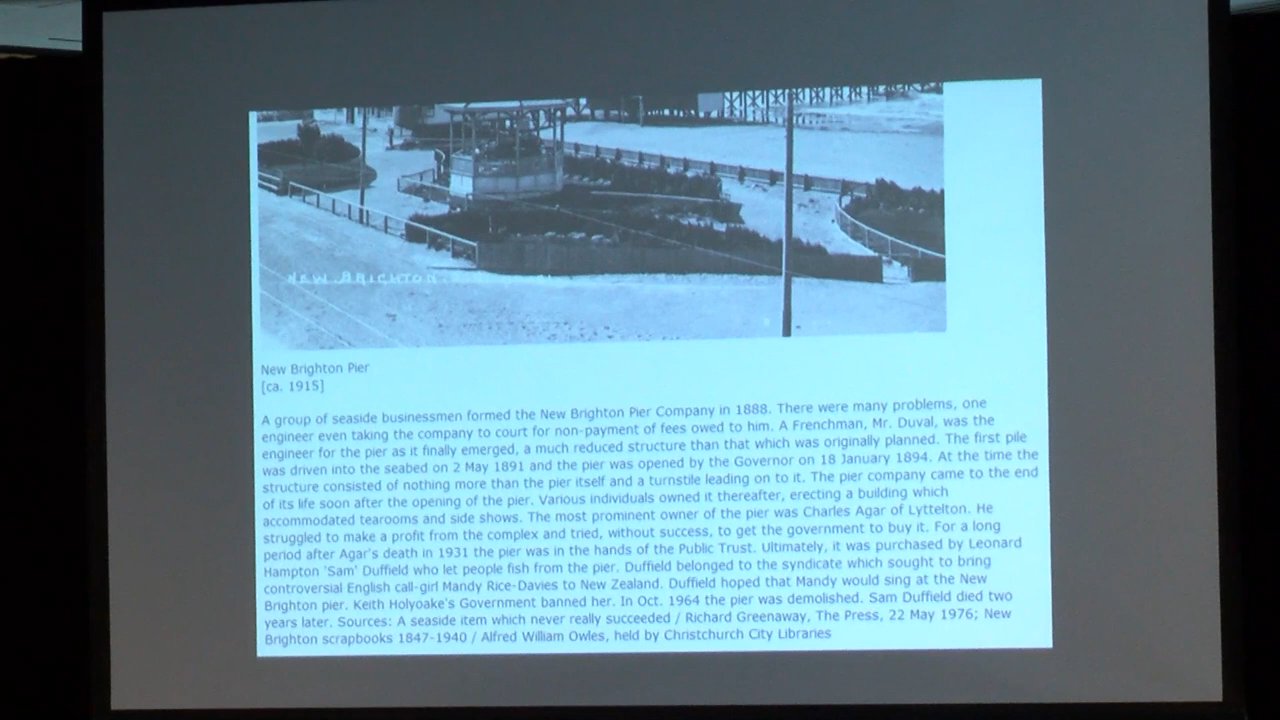 NEW BRIGHTON
New Brighton Pier
[ca. 1915]
A group of seaside businessmen formed the New Brighton Pier Company in 1888. There were many problems, one
engineer even taking the company to court for non-payment of fees owed to him. A Frenchman, Mr. Duval, was the
engineer for the pier as it finally emerged, a much reduced structure than that which was originally planned. The first pile
was driven into the seabed on 2 May 1891 and the pier was opened by the Governor on 18 January 1894. At the time the
structure consisted of nothing more than the pier itself and a turnstile leading on to it. The pier company came to the end
of its life soon after the opening of the pier. Various individuals owned it thereafter, erecting a building which
accommodated tearooms and side shows. The most prominent owner of the pier was Charles Agar of Lyttelton. He
struggled to make a profit from the complex and tried, without success, to get the government to buy it. For a long
period after Agar's death in 1931 the pier was in the hands of the Public Trust. Ultimately, it was purchased by Leonard
Hampton 'Sam' Duffield who let people fish from the pier. Duffield belonged to the syndicate which sought to bring
controversial English call-girl Mandy Rice-Davies to New Zealand. Duffield hoped that Mandy would sing at the New
Brighton pier. Keith Holyoake's Government banned her. In Oct. 1964 the pier was demolished. Sam Duffield died two
years later. Sources: A seaside item which never really succeeded / Richard Greenaway, The Press, 22 May 1976; New
Brighton scrapbooks 1847-1940 / Alfred William Owles, held by Christchurch City Libraries